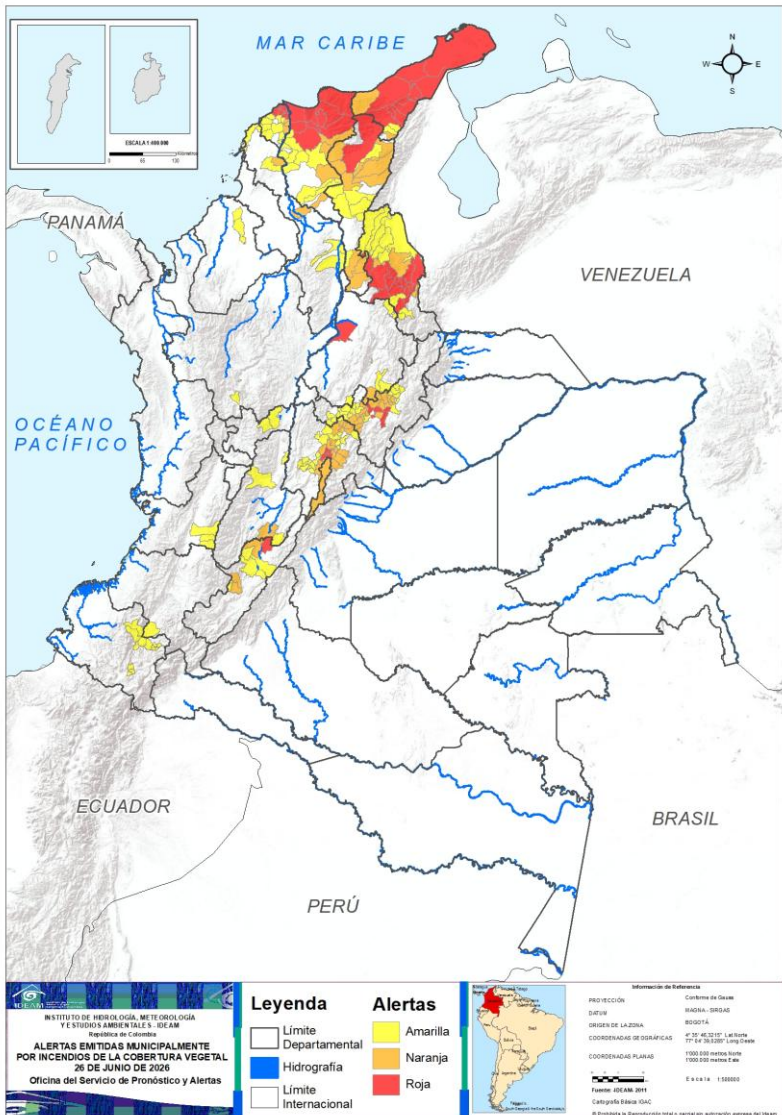 MAR CARIBE
N
W
E
S
ESCALA 1:400 000
0 65 130
PANAMÁ
VENEZUELA
OCÉANO
PACÍFICO
ECUADOR
BRASIL
PERÚ
IDEAM
INSTITUTO DE HIDROLOGÍA, METEOROLOGÍA
Y ESTUDIOS AMBIENTALES - IDEAM
República de Colombia
ALERTAS EMITIDAS MUNICIPALMENTE
POR INCENDIOS DE LA COBERTURA VEGETAL
26 DE JUNIO DE 2026
Oficina del Servicio de Pronóstico y Alertas
Leyenda
Límite
Departamental
Hidrografía
Límite
Internacional
Alertas
Amarilla
Naranja
Roja
Información de Referencia
PROYECCIÓN Conforme de Gauss
DATUM MAGNA - SIRGAS
ORIGEN DE LA ZONA BOGOTÁ
COORDENADAS GEOGRÁFICAS
COORDENADAS PLANAS 1'000.000 metros Norte
1'000.000 metros Este
Escala 1:500000
Fuente: IDEAM 2011
Cartografía Básica IGAC